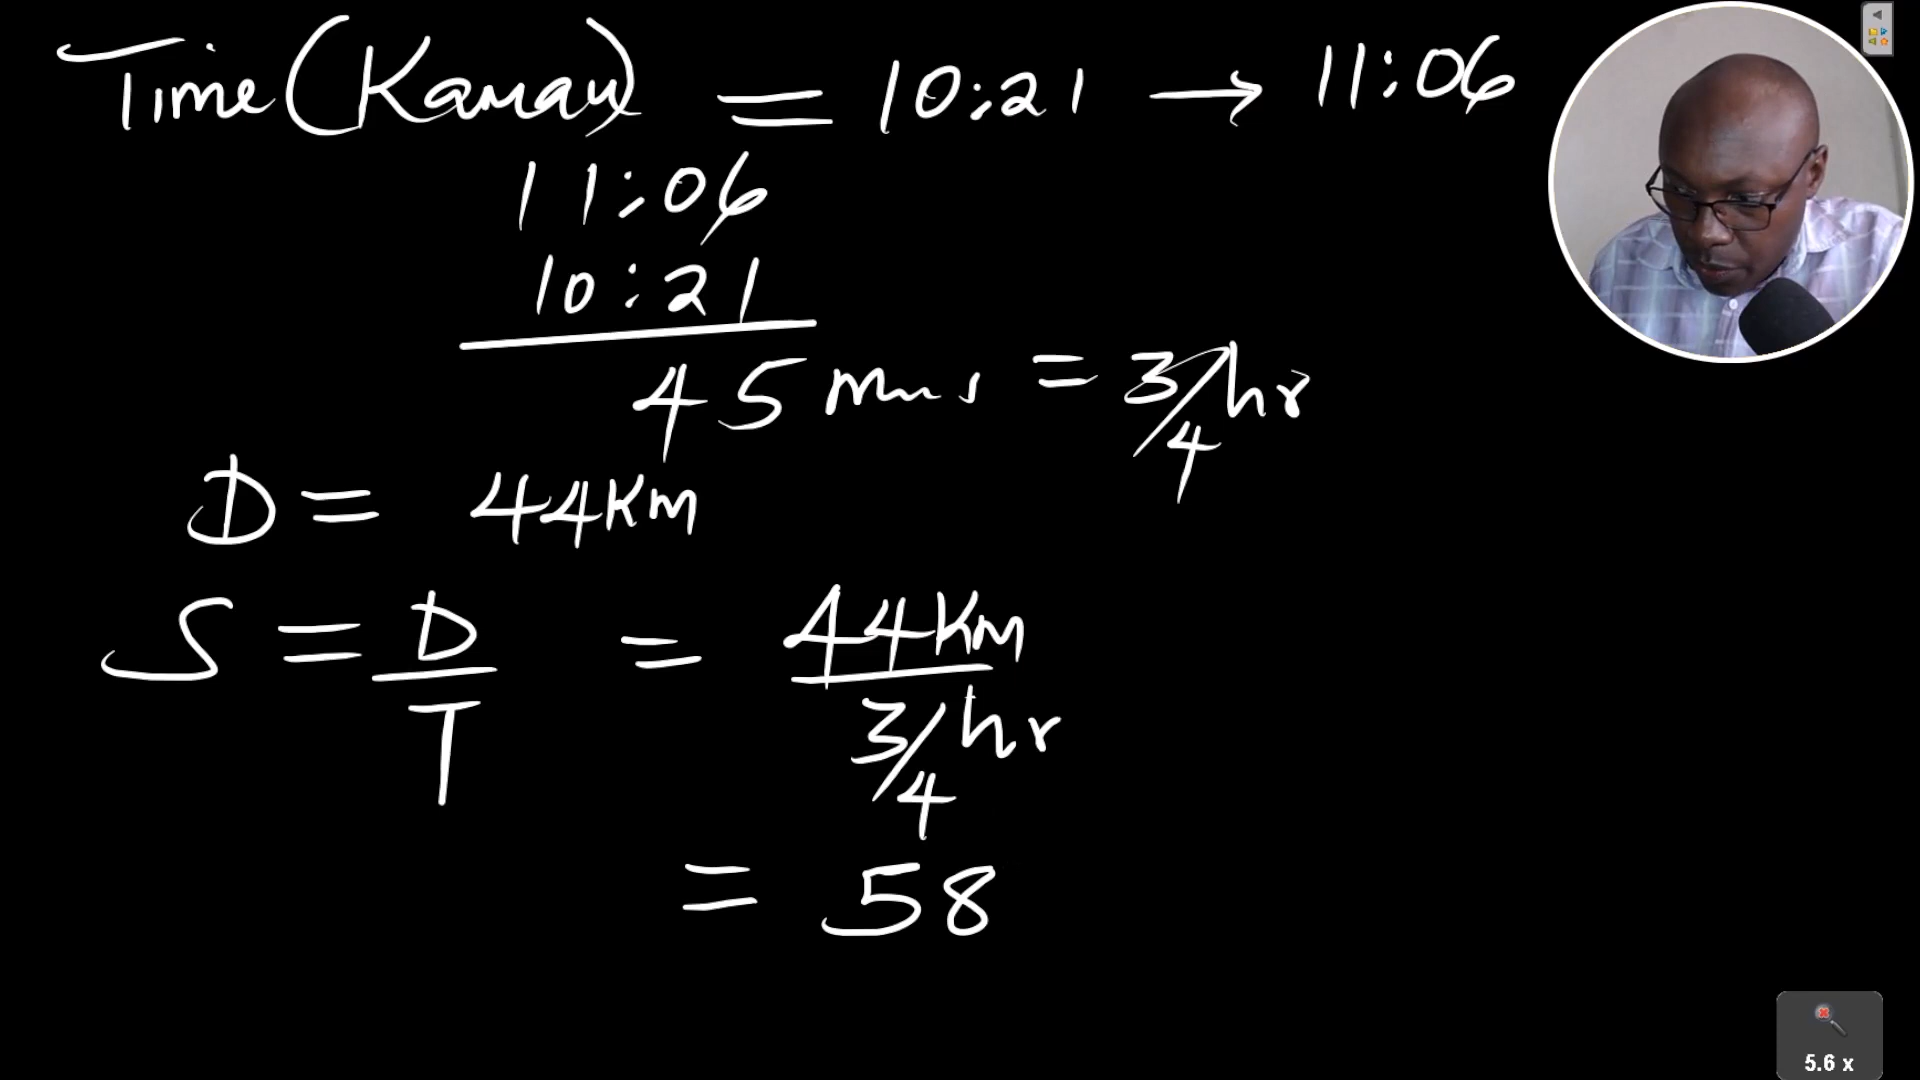 Time (Kamau) = 10:21 → 11:06
11:06
10:21
45 mns = 3/4 hr
D = 44Km
S = D/T = 44Km / 3/4 hr
= 58
5.6 x